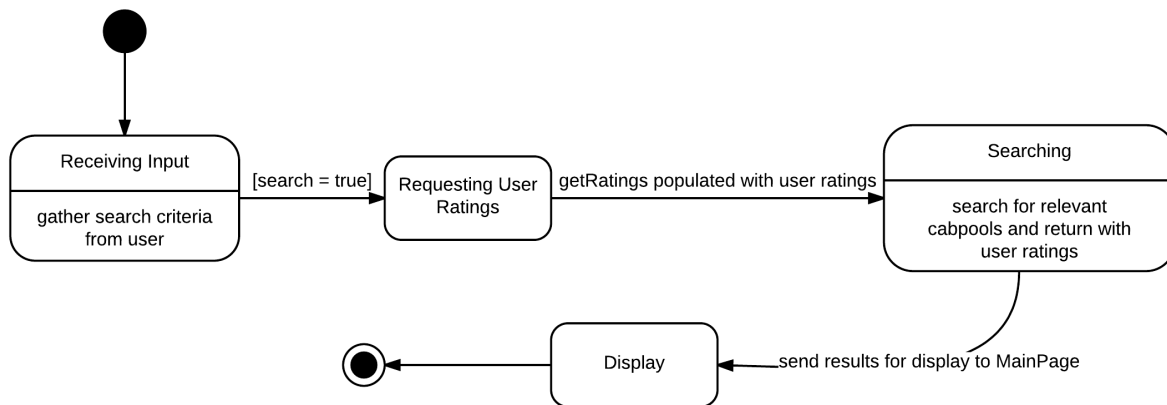 Receiving Input
gather search criteria
from user
[search = true]
Requesting User
Ratings
getRatings populated with user ratings
Searching
search for relevant
cabpools and return with
user ratings
send results for display to MainPage
Display